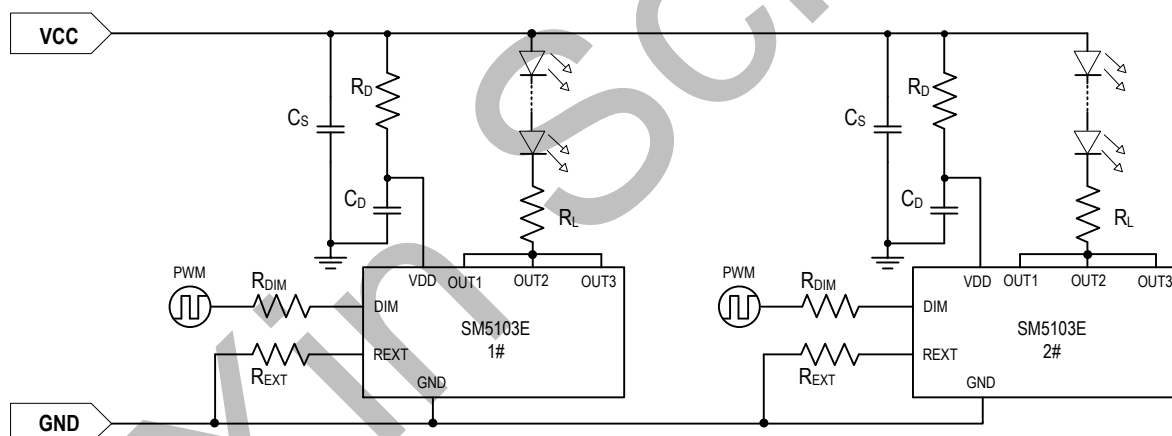 VCC
RD
CS
CD
RL
RD
CS
CD
RL
PWM
RDIM
VDD
OUT1
OUT2
OUT3
DIM
SM5103E
1#
REXT
REXT
GND
PWM
RDIM
VDD
OUT1
OUT2
OUT3
DIM
SM5103E
2#
REXT
REXT
GND
GND